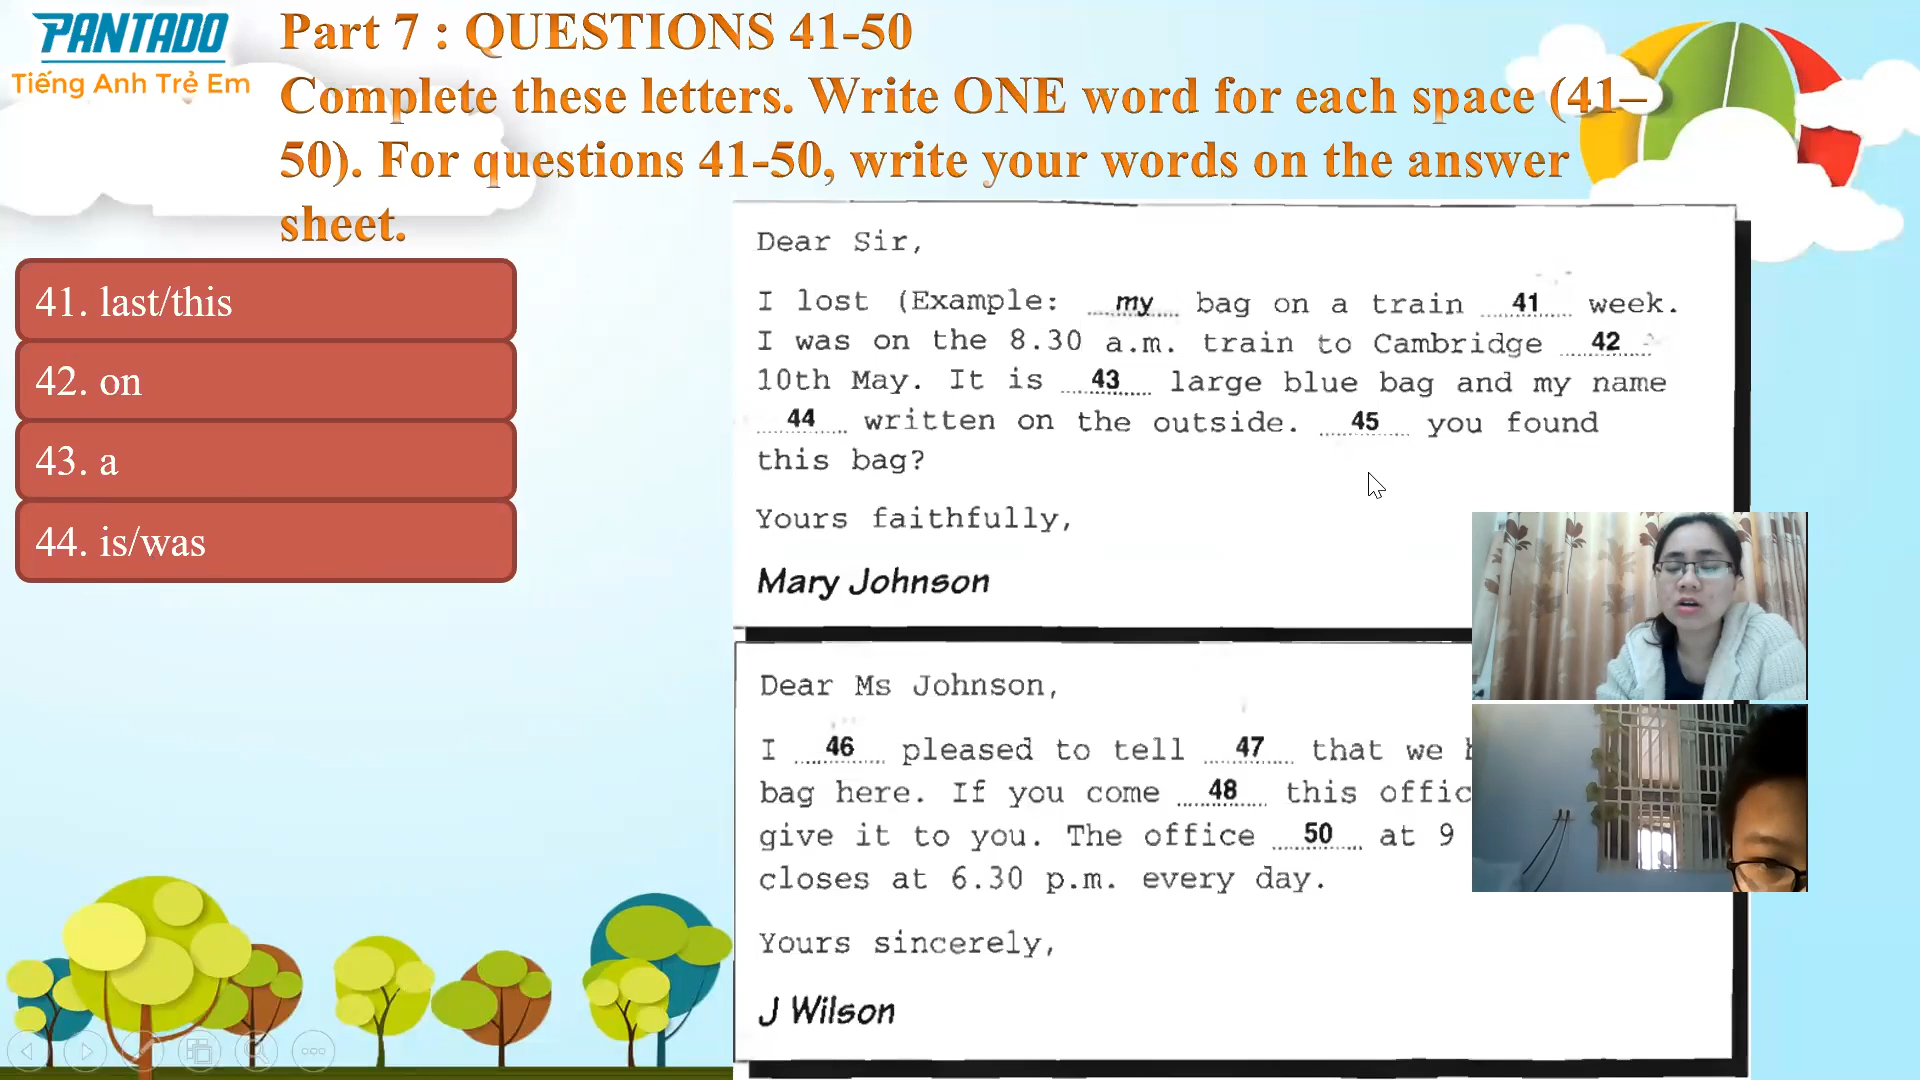 PANTADO
Tiếng Anh Trẻ Em
Part 7 : QUESTIONS 41-50
Complete these letters. Write ONE word for each space (41–
50). For questions 41-50, write your words on the answer
sheet.
41. last/this
42. on
43. a
44. is/was
Dear Sir,
I lost (Example: my bag on a train 41 week.
I was on the 8.30 a.m. train to Cambridge 42
10th May. It is 43 large blue bag and my name
44 written on the outside. 45 you found
this bag?
Yours faithfully,
Mary Johnson
Dear Ms Johnson,
I 46 pleased to tell 47 that we
bag here. If you come 48 this offic
give it to you. The office 50 at 9
closes at 6.30 p.m. every day.
Yours sincerely,
J Wilson